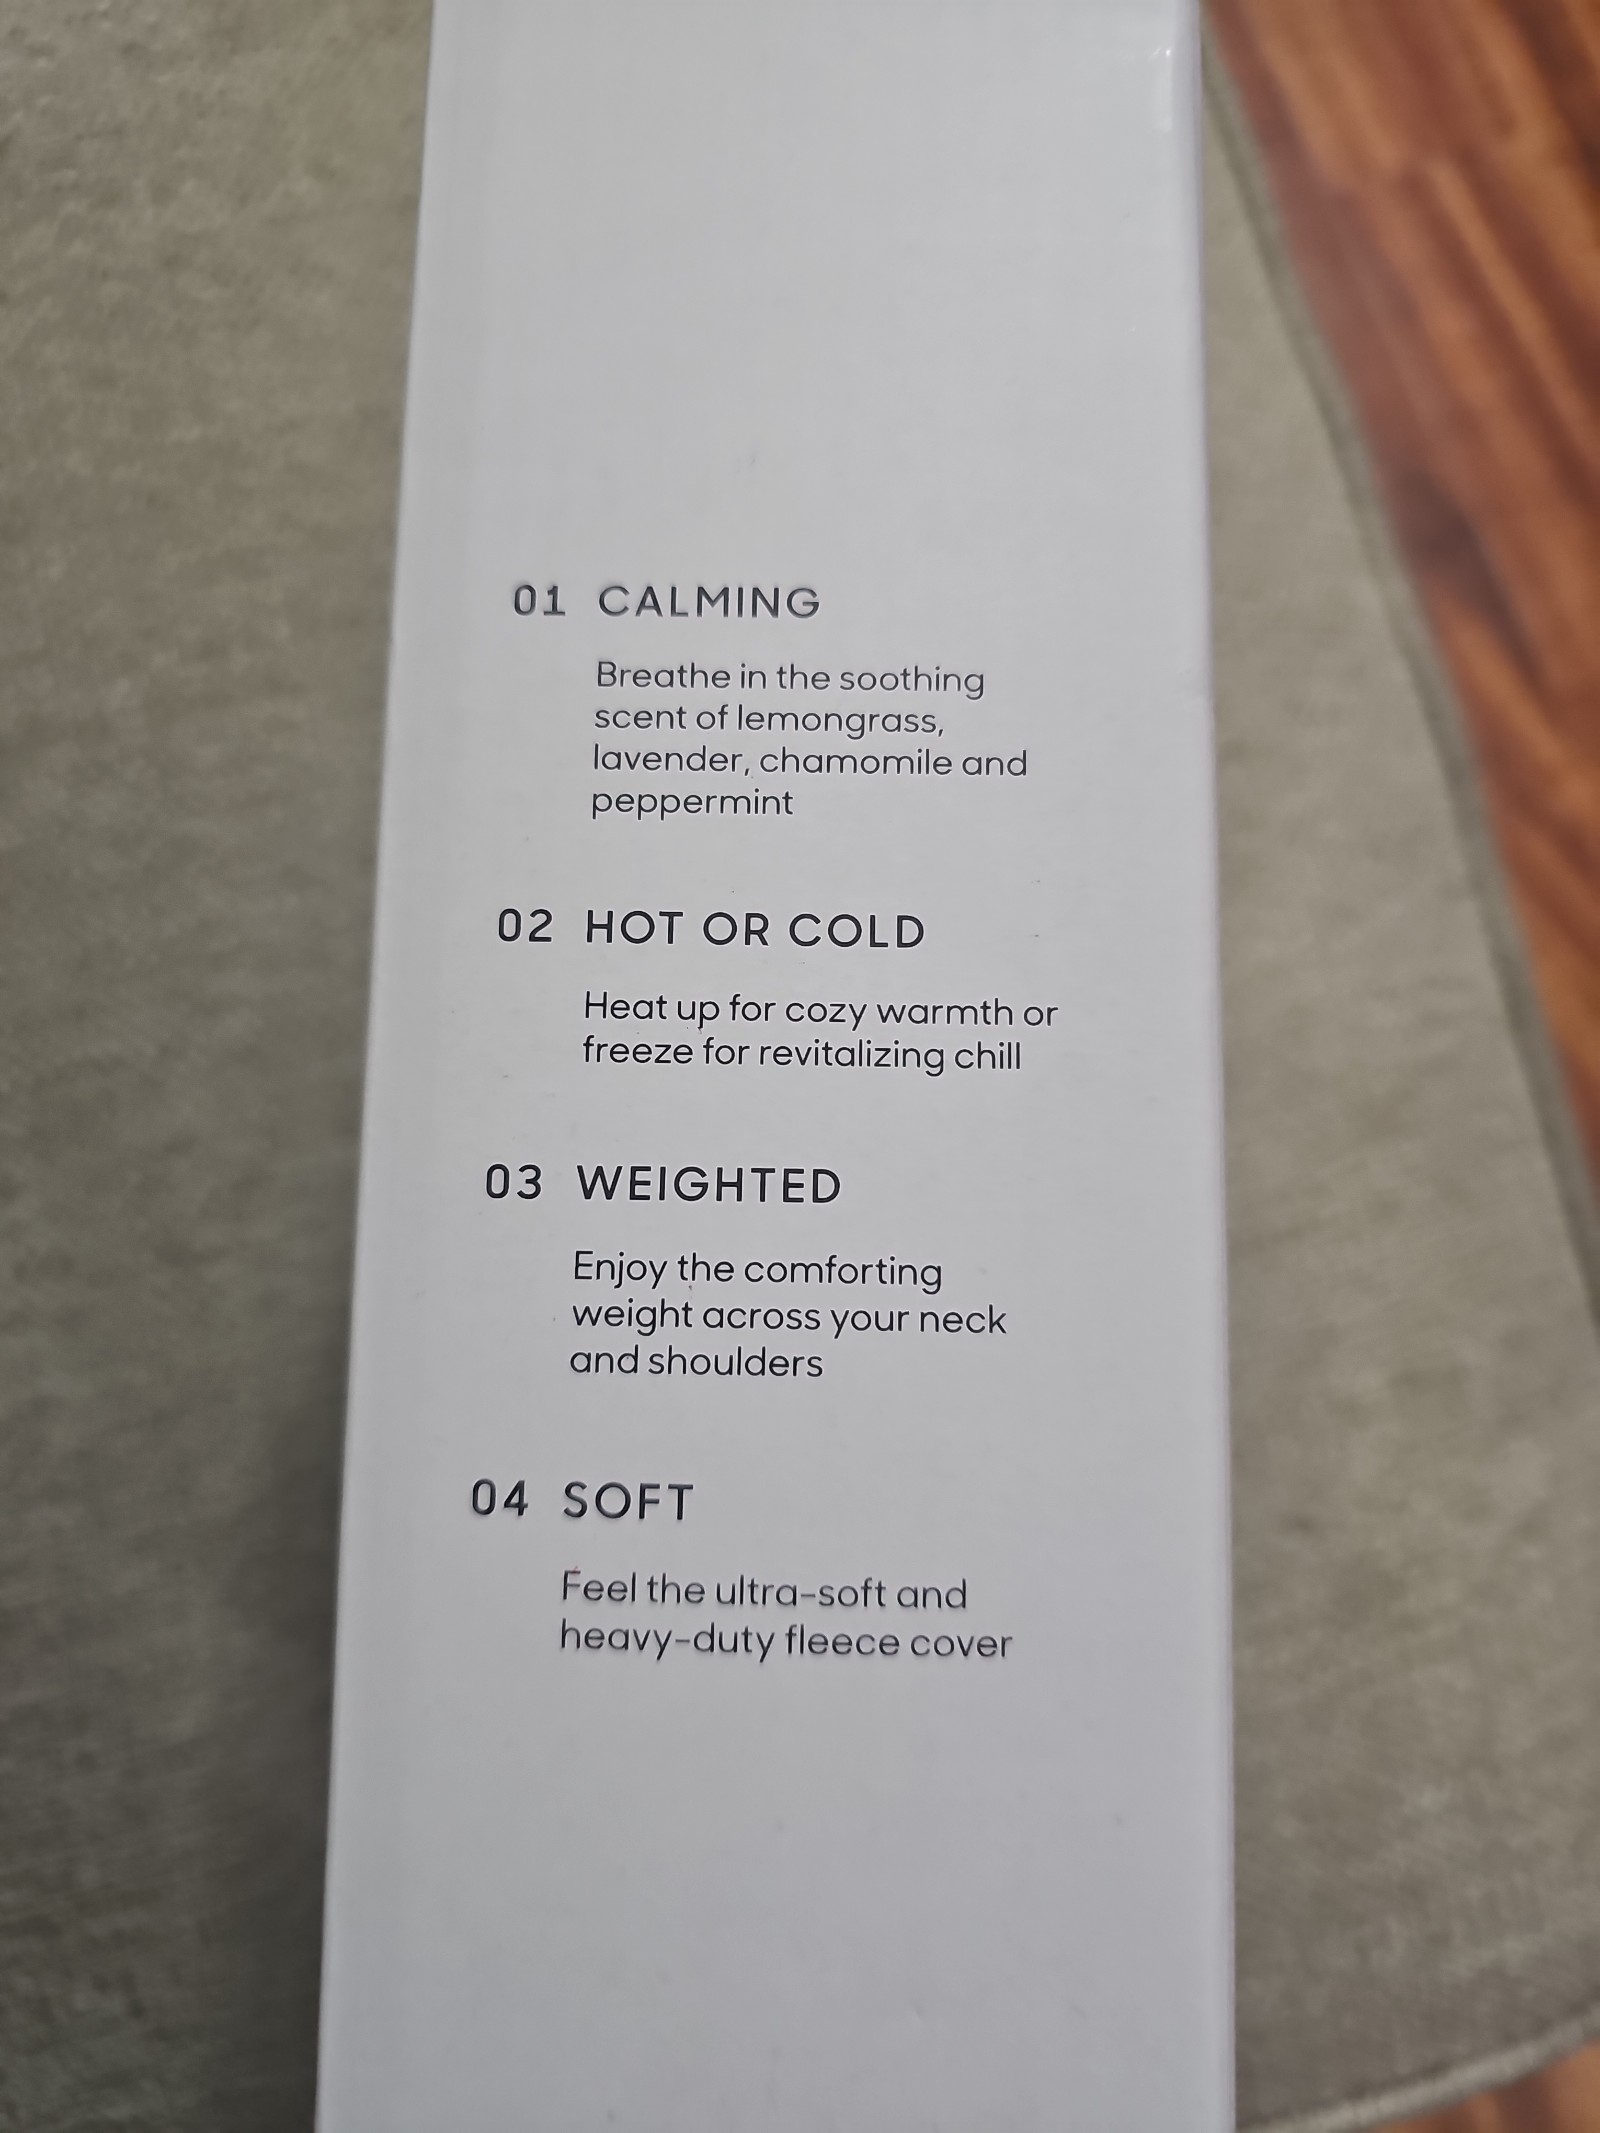 01 CALMING
Breathe in the soothing
scent of lemongrass,
lavender, chamomile and
peppermint
02 HOT OR COLD
Heat up for cozy warmth or
freeze for revitalizing chill
03 WEIGHTED
Enjoy the comforting
weight across your neck
and shoulders
04 SOFT
Feel the ultra-soft and
heavy-duty fleece cover